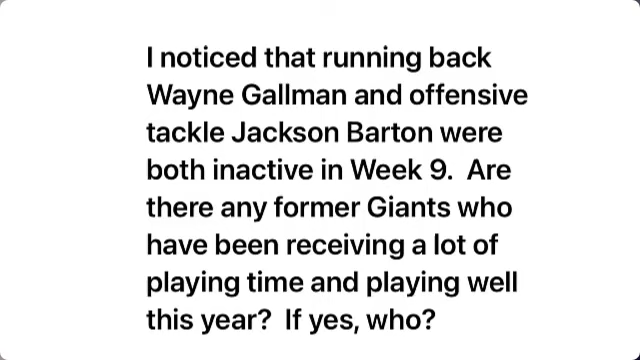 I noticed that running back
Wayne Gallman and offensive
tackle Jackson Barton were
both inactive in Week 9.  Are
there any former Giants who
have been receiving a lot of
playing time and playing well
this year?  If yes, who?